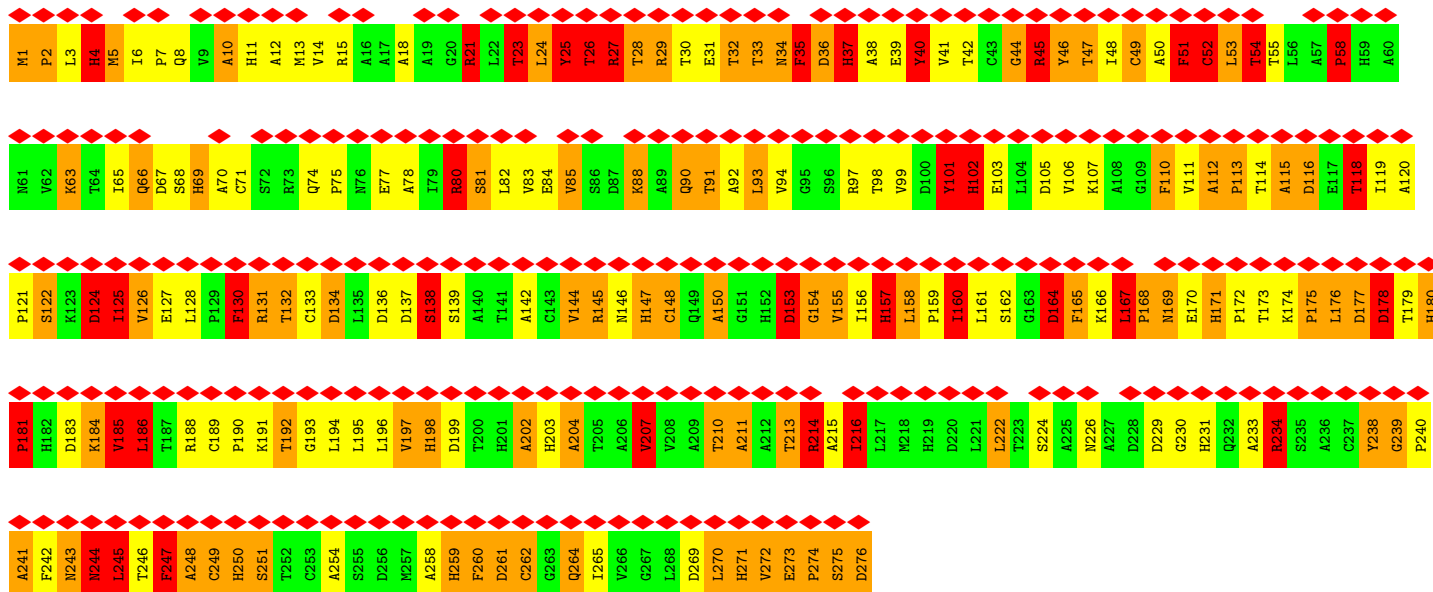 M1 P2 L3 H4 M5 I6 P7 Q8 V9 A10 H11 A12 M13 V14 R15 A16 A17 A18 A19 G20 R21 L22 T23 L24 Y25 T26 R27 T28 R29 T30 E31 T32 T33 N34 F35 D36 H37 A38 E39 Y40 V41 T42 C43 G44 R45 Y46 T47 I48 C49 A50 F51 C52 L53 T54 T55 L56 A57 P58 H59 A60
N61 V62 K63 T64 I65 Q66 D67 S68 H69 A70 C71 S72 R73 Q74 P75 N76 E77 A78 I79 R80 S81 L82 V83 E84 V85 S86 D87 K88 A89 Q90 T91 A92 L93 V94 G95 S96 R97 T98 V99 D100 Y101 H102 E103 L104 D105 V106 K107 A108 G109 F110 V111 A112 P113 T114 A115 D116 E117 T118 I119 A120
P121 S122 K123 D124 I125 V126 E127 L128 P129 F130 R131 T132 C133 D134 L135 D136 D137 S138 S139 A140 T141 A142 C143 V144 R145 N146 H147 C148 Q149 A150 G151 H152 D153 G154 V155 I156 H157 L158 P159 I160 L161 S162 G163 D164 F165 K166 L167 P168 N169 E170 H171 P172 T173 K174 P175 L176 D177 D178 T179 H180
P181 H182 D183 K184 V185 L186 T187 R188 C189 P190 K191 T192 G193 L194 L195 L196 V197 H198 D199 T200 H201 A202 H203 A204 T205 A206 V207 V208 A209 T210 A211 A212 T213 R214 A215 I216 L217 M218 H219 D220 L221 L222 T223 S224 A225 N226 A227 D228 D229 G230 H231 Q232 A233 R234 S235 A236 C237 Y238 G239 P240
A241 F242 N243 N244 L245 T246 F247 A248 C249 H250 S251 T252 C253 A254 S255 D256 M257 A258 H259 F260 D261 C262 G263 Q264 I265 V266 G267 L268 D269 L270 H271 V272 E273 P274 S275 D276